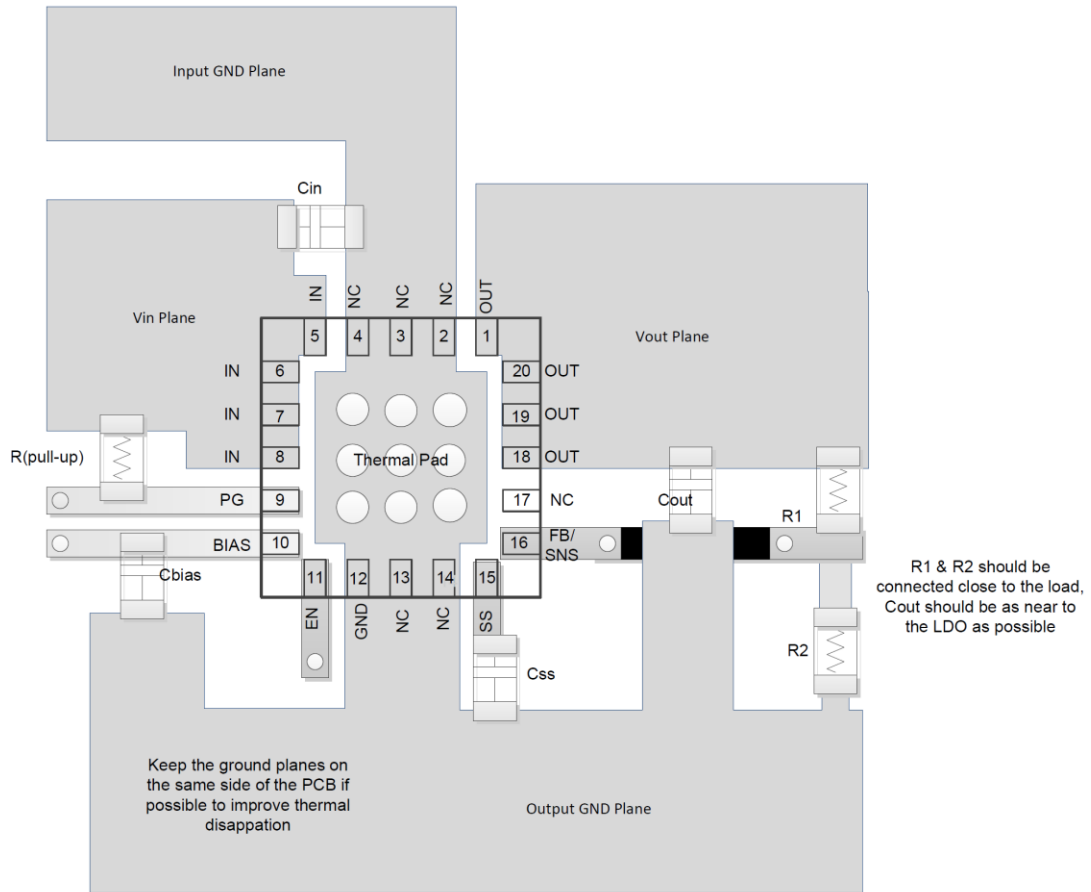 Input GND Plane
Cin
IN
NC
NC
NC
OUT
Vin Plane
Vout Plane
5
4
3
2
1
IN
6
20
OUT
IN
7
19
OUT
R(pull-up)
IN
8
Thermal Pad
18
OUT
PG
9
17
NC
Cout
R1
BIAS
10
16
FB/
SNS
Cbias
11
12
13
14
15
EN
GND
NC
NC
SS
R1 & R2 should be
connected close to the load,
Cout should be as near to
the LDO as possible
R2
Css
Keep the ground planes on
the same side of the PCB if
possible to improve thermal
disappation
Output GND Plane